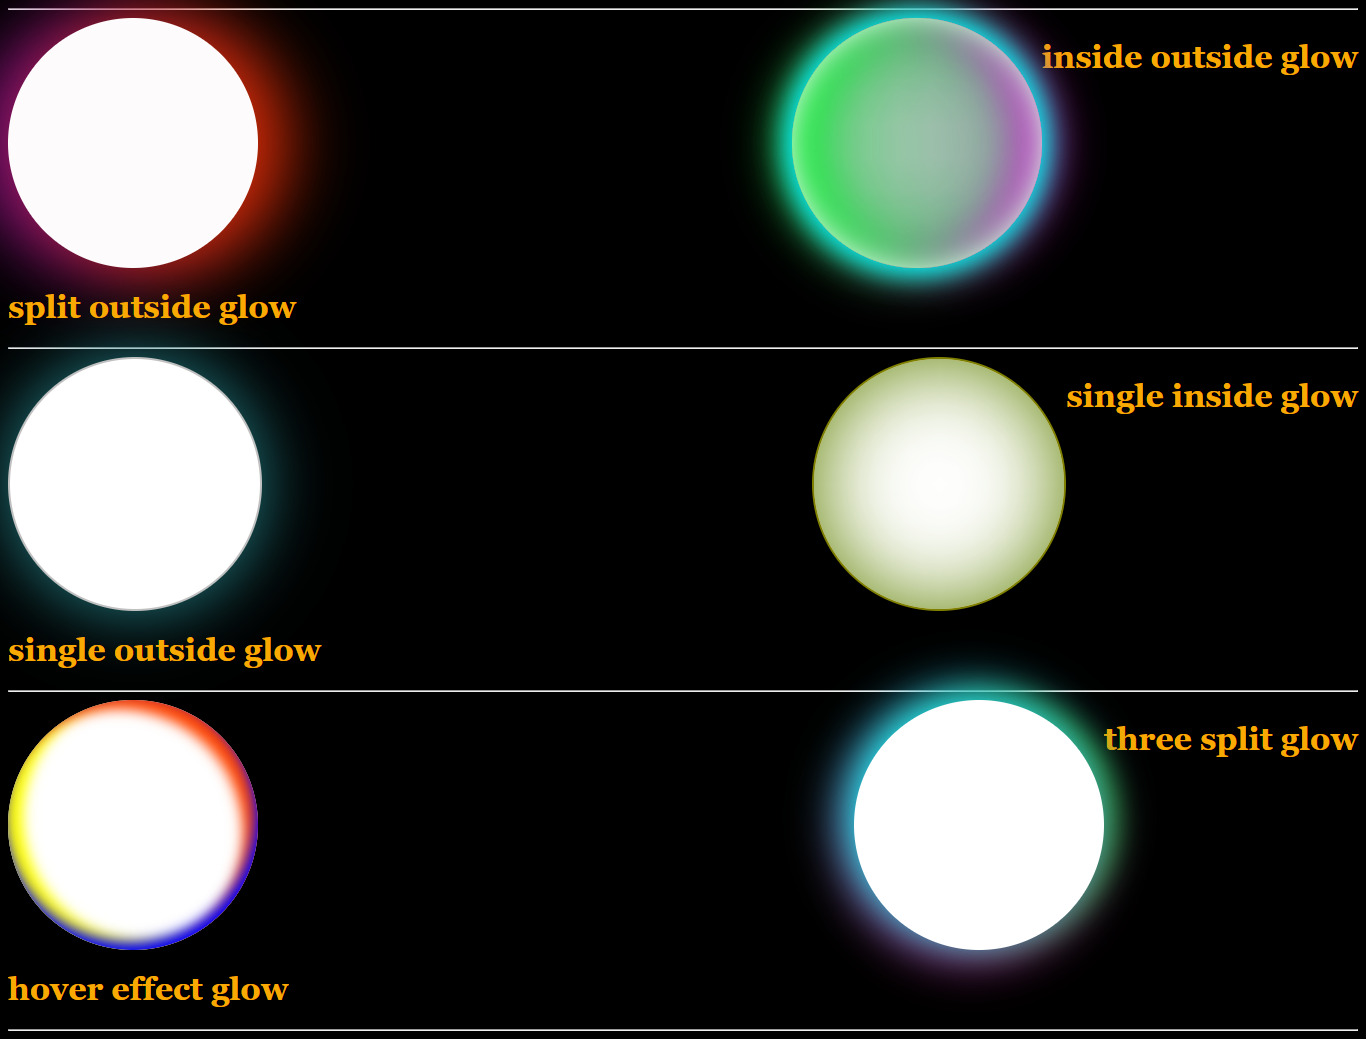 inside outside glow
split outside glow
single inside glow
single outside glow
three split glow
hover effect glow